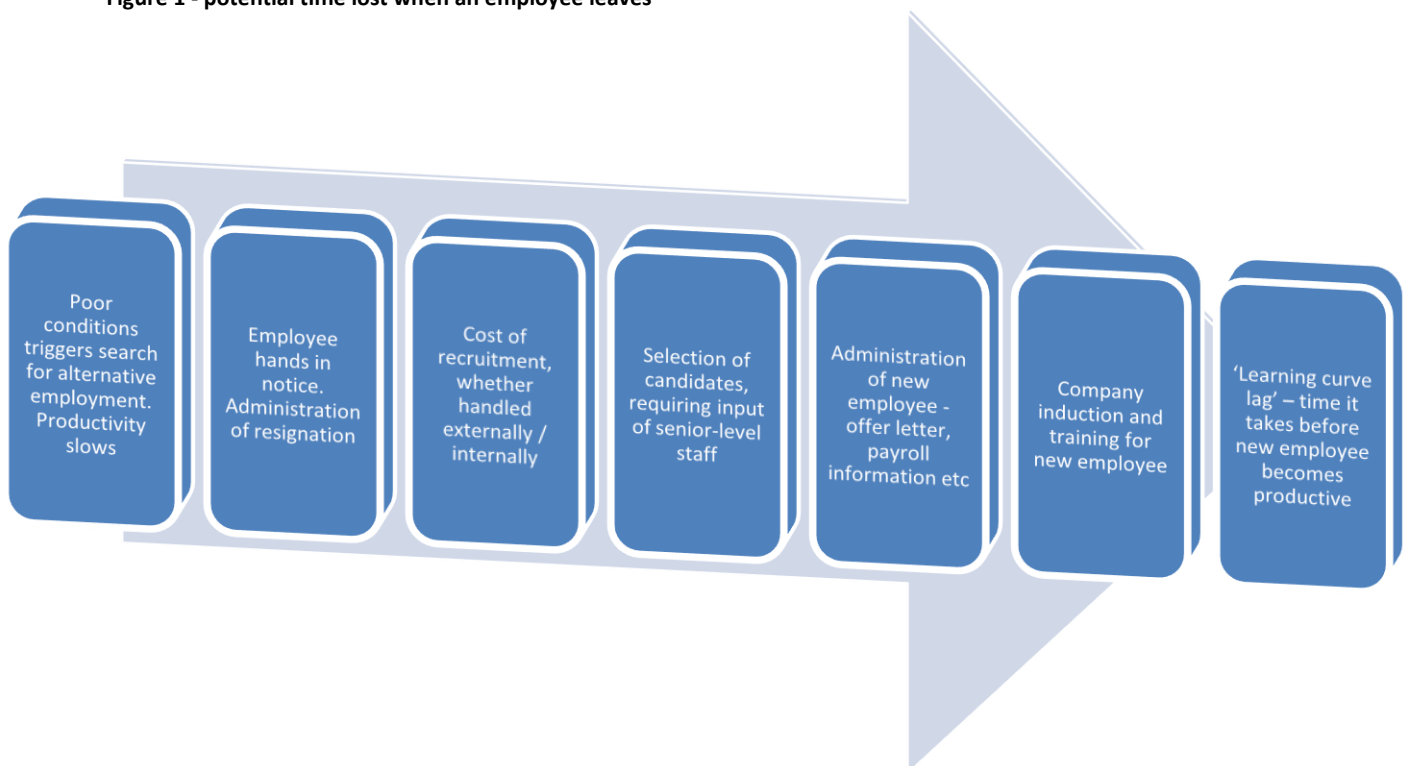 Figure 1 - potential time lost when an employee leaves
Poor
conditions
triggers search
for alternative
employment.
Productivity
slows
Employee
hands in
notice.
Administration
of resignation
Cost of
recruitment,
whether
handled
externally /
internally
Selection of
candidates,
requiring input
of senior-level
staff
Administration
of new
employee -
offer letter,
payroll
information etc
Company
induction and
training for
new employee
‘Learning curve
lag’ – time it
takes before
new employee
becomes
productive